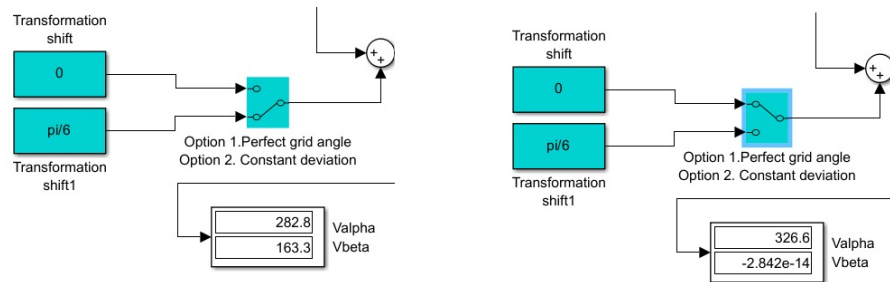 Transformation
shift
0
pi/6
Transformation
shift1
+
+
Option 1.Perfect grid angle
Option 2. Constant deviation
282.8
163.3
Valpha
Vbeta
Transformation
shift
0
pi/6
Transformation
shift1
+
+
Option 1.Perfect grid angle
Option 2. Constant deviation
326.6
-2.842e-14
Valpha
Vbeta